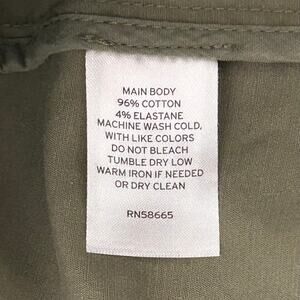 MAIN BODY
96% COTTON
4% ELASTANE
MACHINE WASH COLD,
WITH LIKE COLORS
DO NOT BLEACH
TUMBLE DRY LOW
WARM IRON IF NEEDED
OR DRY CLEAN
RN58665